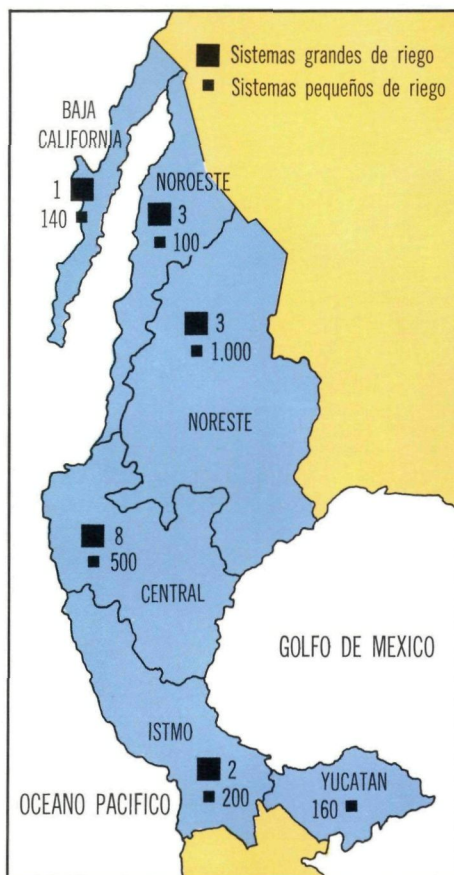 Sistemas grandes de riego
Sistemas pequeños de riego
BAJA
CALIFORNIA
1
140
NOROESTE
3
100
3
1.000
NORESTE
8
500
CENTRAL
GOLFO DE MEXICO
ISTMO
2
200
OCEANO PACIFICO
YUCATAN
160